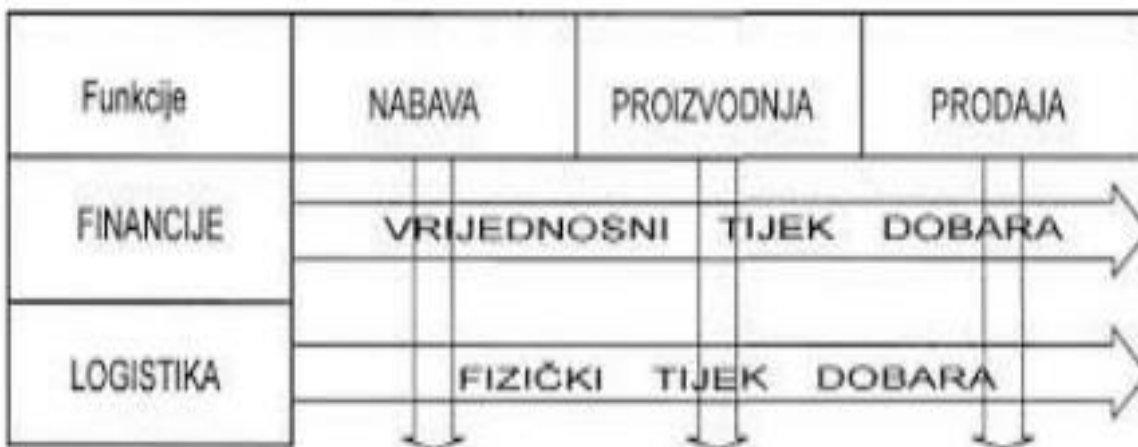 Funkcije NABAVA PROIZVODNJA PRODAJA
FINANCIJE VRIJEDNOSNI TIJEK DOBARA
LOGISTIKA FIZIČKI TIJEK DOBARA